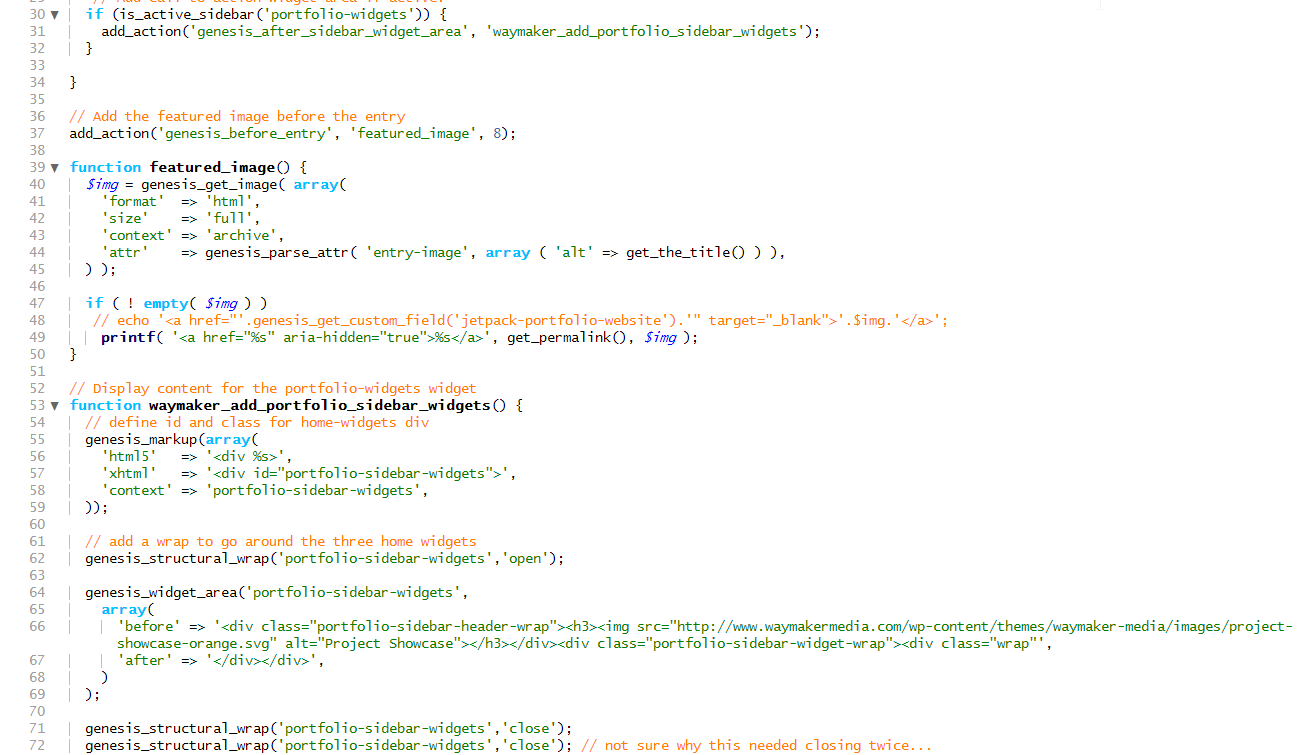 29 // Add call to action widget area if active.
30 ▼ if (is_active_sidebar('portfolio-widgets')) {
31 add_action('genesis_after_sidebar_widget_area', 'waymaker_add_portfolio_sidebar_widgets');
32 }
33
34 }
35
36 // Add the featured image before the entry
37 add_action('genesis_before_entry', 'featured_image', 8);
38
39 ▼ function featured_image() {
40 $img = genesis_get_image( array(
41 'format' => 'html',
42 'size' => 'full',
43 'context' => 'archive',
44 'attr' => genesis_parse_attr( 'entry-image', array ( 'alt' => get_the_title() ) ),
45 ) );
46
47 if ( ! empty( $img ) )
48 // echo '<a href="'.genesis_get_custom_field('jetpack-portfolio-website').'" target="_blank">'.$img.'</a>';
49 printf( '<a href="%s" aria-hidden="true">%s</a>', get_permalink(), $img );
50 }
51
52 // Display content for the portfolio-widgets widget
53 ▼ function waymaker_add_portfolio_sidebar_widgets() {
54 // define id and class for home-widgets div
55 genesis_markup(array(
56 'html5' => '<div %s>',
57 'xhtml' => '<div id="portfolio-sidebar-widgets">',
58 'context' => 'portfolio-sidebar-widgets',
59 ));
60
61 // add a wrap to go around the three home widgets
62 genesis_structural_wrap('portfolio-sidebar-widgets','open');
63
64 genesis_widget_area('portfolio-sidebar-widgets',
65 array(
66 'before' => '<div class="portfolio-sidebar-header-wrap"><h3><img src="http://www.waymakermedia.com/wp-content/themes/waymaker-media/images/project-
showcase-orange.svg" alt="Project Showcase"></h3></div><div class="portfolio-sidebar-widget-wrap"><div class="wrap"',
67 'after' => '</div></div>',
68 )
69 );
70
71 genesis_structural_wrap('portfolio-sidebar-widgets','close');
72 genesis_structural_wrap('portfolio-sidebar-widgets','close'); // not sure why this needed closing twice...